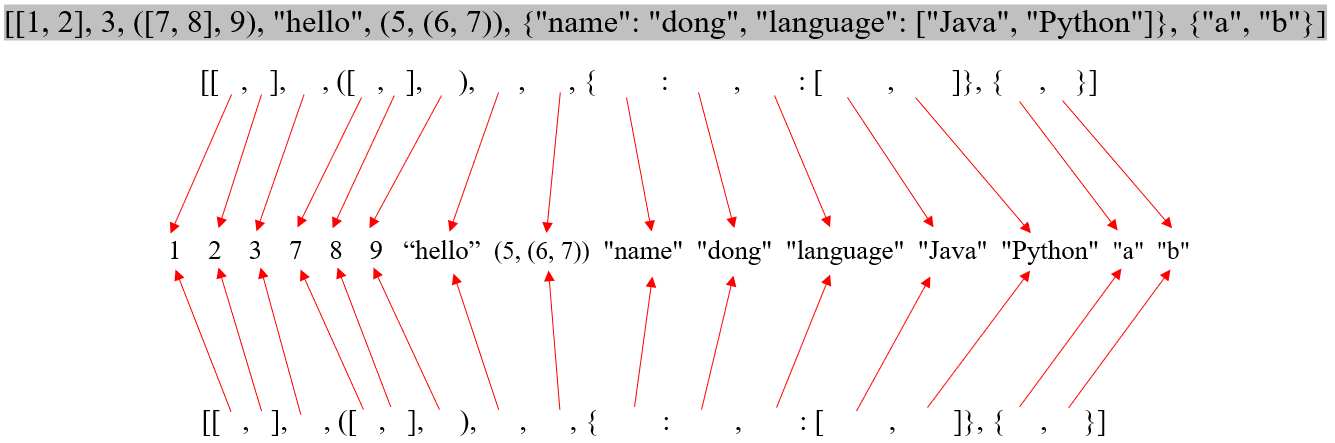 [[1, 2], 3, ([7, 8], 9), "hello", (5, (6, 7)), {"name": "dong", "language": ["Java", "Python"]}, {"a", "b"}]
[[ , ], , ([ , ], ), , , { : , : [ , ]}, { , }]
1 2 3 7 8 9 “hello” (5, (6, 7)) "name" "dong" "language" "Java" "Python" "a" "b"
[[ , ], , ([ , ], ), , , { : , : [ , ]}, { , }]